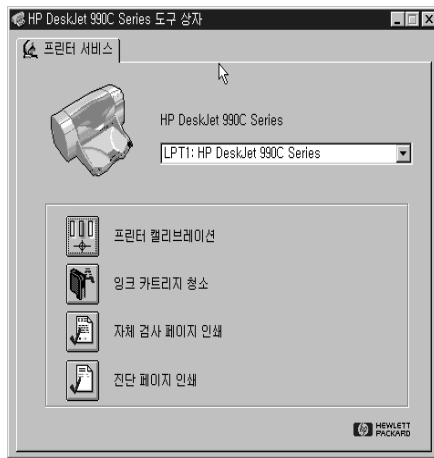 HP DeskJet 990C Series 도구 상자
프린터 서비스
HP DeskJet 990C Series
LPT1: HP DeskJet 990C Series
프린터 캘리브레이션
잉크 카트리지 청소
자체 검사 페이지 인쇄
진단 페이지 인쇄
HEWLETT
PACKARD